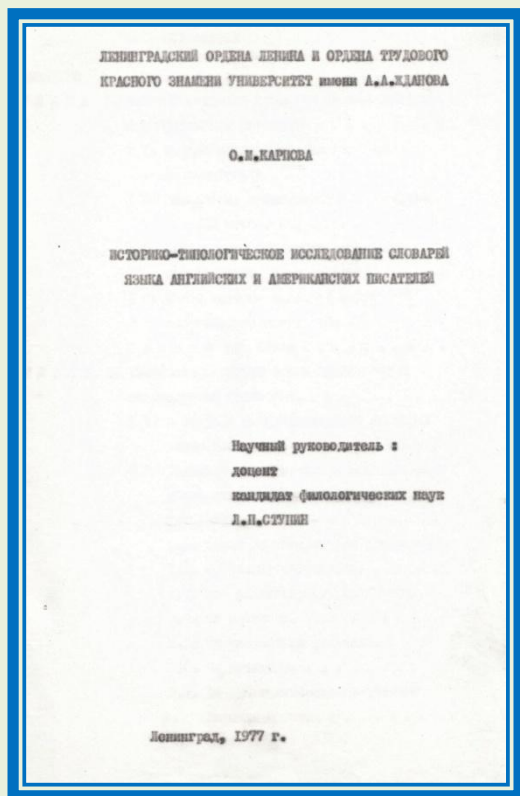 ЛЕНИНГРАДСКИЙ ОРДЕНА ЛЕНИНА И ОРДЕНА ТРУДОВОГО
КРАСНОГО ЗНАМЕНИ УНИВЕРСИТЕТ имени А.А.ЖДАНОВА
О.М.КАРПОВА
ИСТОРИКО-ТИПОЛОГИЧЕСКОЕ ИССЛЕДОВАНИЕ СЛОВАРЕЙ
ЯЗЫКА АНГЛИЙСКИХ И АМЕРИКАНСКИХ ПИСАТЕЛЕЙ
Научный руководитель :
доцент
кандидат филологических наук
Л.П.СТУПИН
Ленинград, 1977 г.